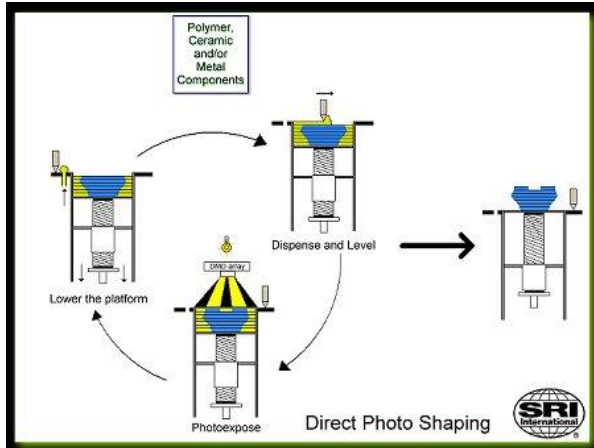 Polymer,
Ceramic
and/or
Metal
Components
Dispense and Level
Lower the platform
DMD array
Photoexpose
Direct Photo Shaping
SRI
International
®